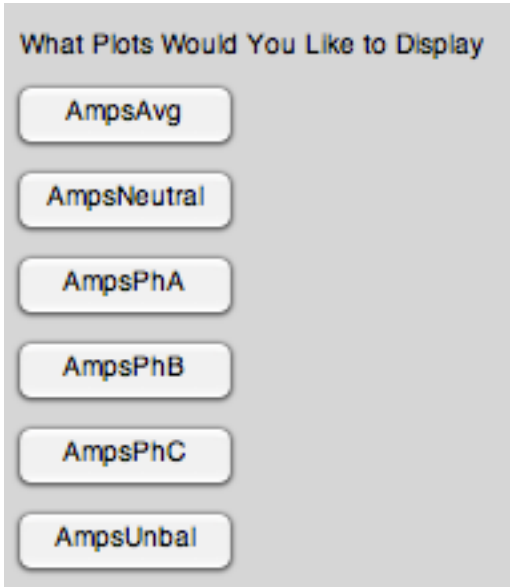 What Plots Would You Like to Display
AmpsAvg
AmpsNeutral
AmpsPhA
AmpsPhB
AmpsPhC
AmpsUnbal